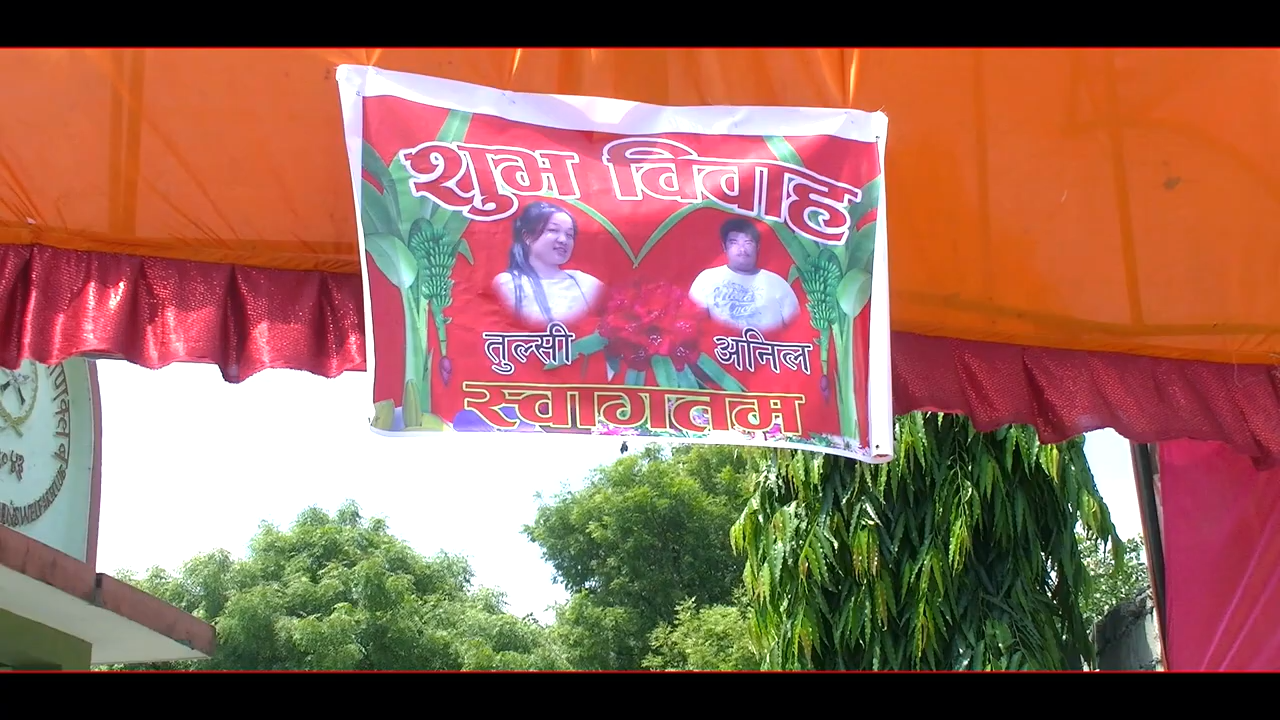 शुभ विवाह
तुल्सी
अनिल
स्वागतम